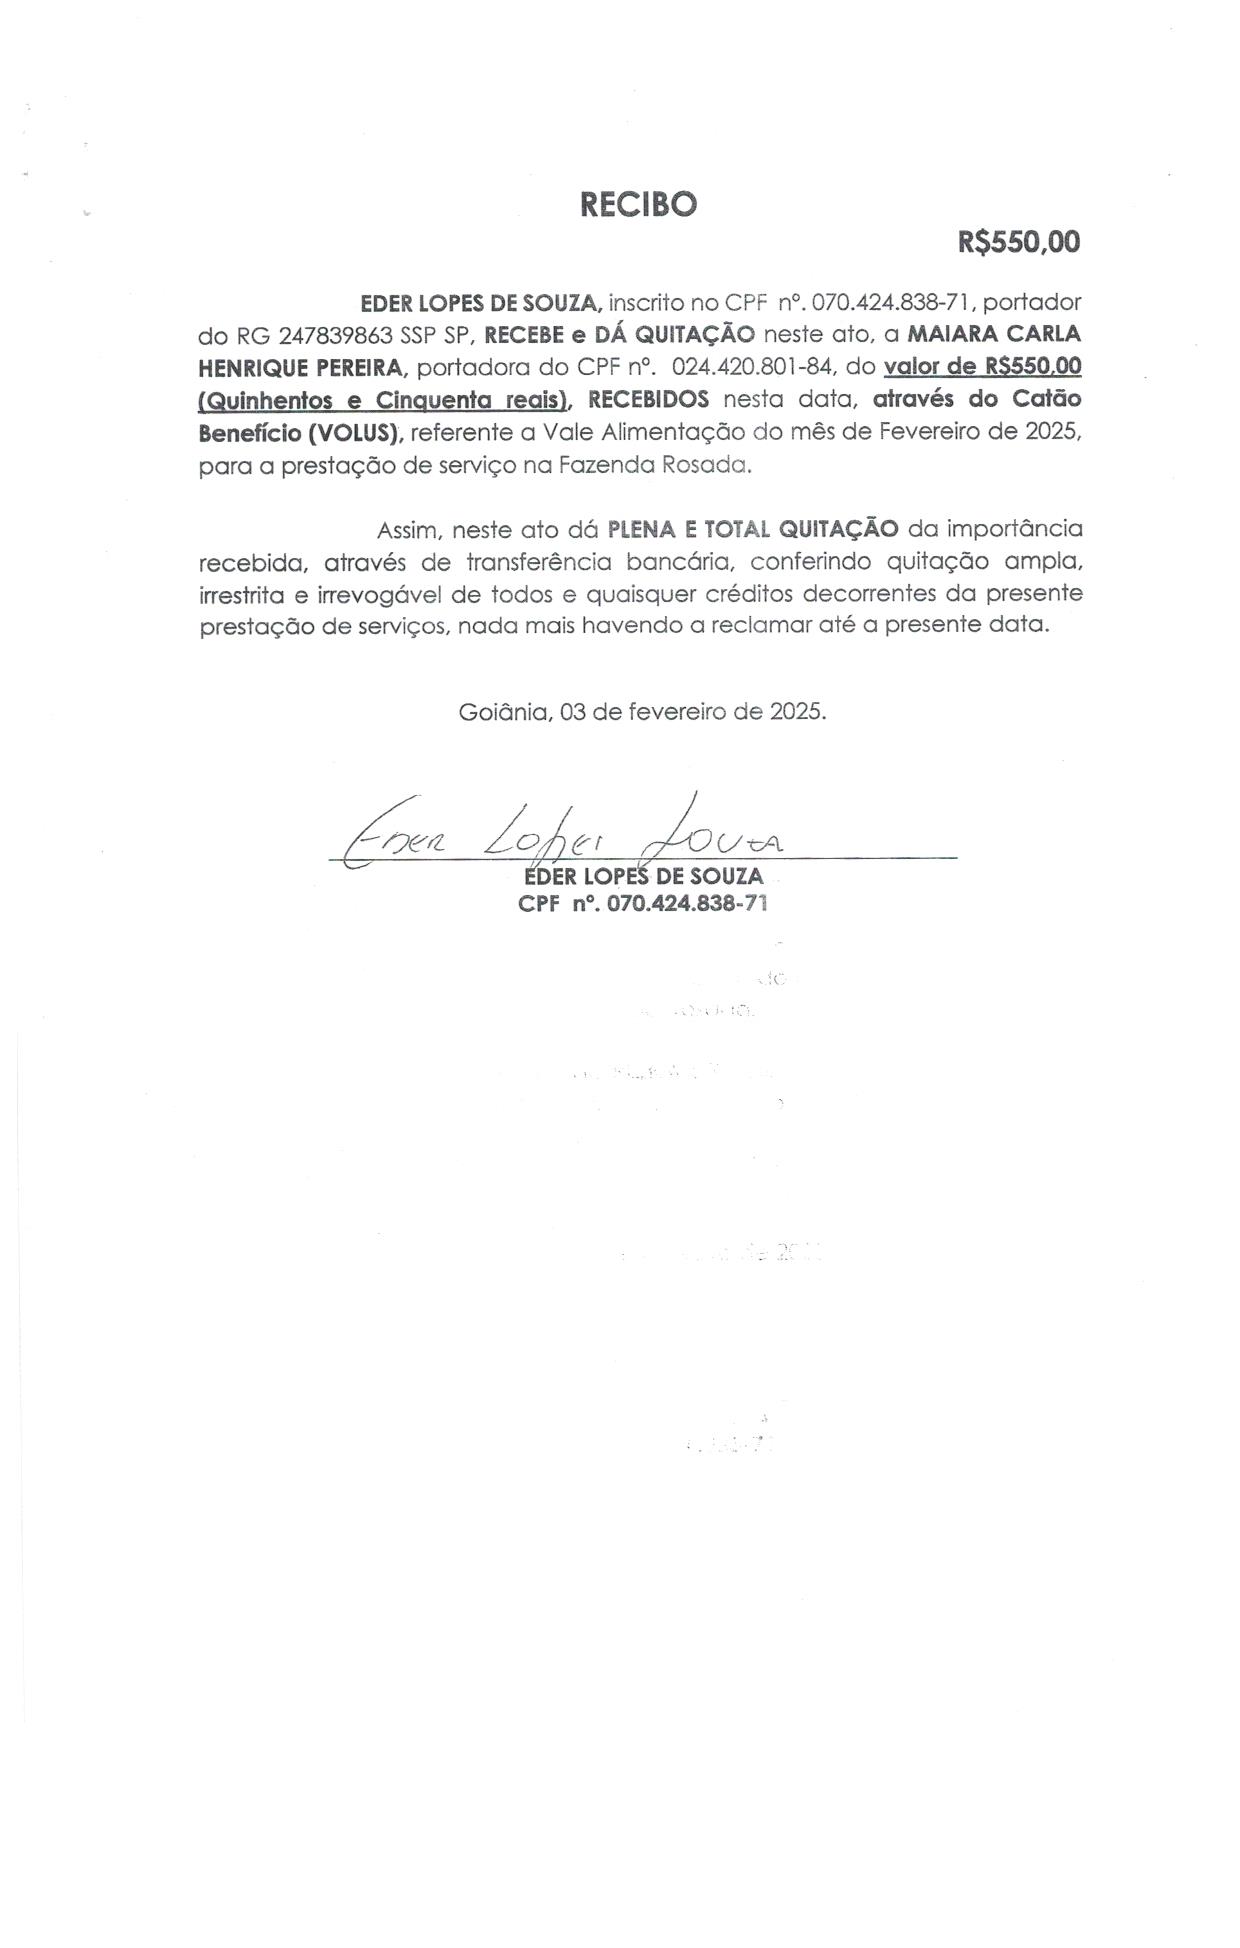 RECIBO
R$550,00
EDER LOPES DE SOUZA, inscrito no CPF nº. 070.424.838-71, portador
do RG 247839863 SSP SP, RECEBE e DÁ QUITAÇÃO neste ato, a MAIARA CARLA
HENRIQUE PEREIRA, portadora do CPF nº. 024.420.801-84, do valor de R$550,00
(Quinhentos e Cinquenta reais), RECEBIDOS nesta data, através do Catão
Benefício (VOLUS), referente a Vale Alimentação do mês de Fevereiro de 2025,
para a prestação de serviço na Fazenda Rosada.
Assim, neste ato dá PLENA E TOTAL QUITAÇÃO da importância
recebida, através de transferência bancária, conferindo quitação ampla,
irrestrita e irrevogável de todos e quaisquer créditos decorrentes da presente
prestação de serviços, nada mais havendo a reclamar até a presente data.
Goiânia, 03 de fevereiro de 2025.
Eder Lopes Souza
EDER LOPES DE SOUZA
CPF nº. 070.424.838-71